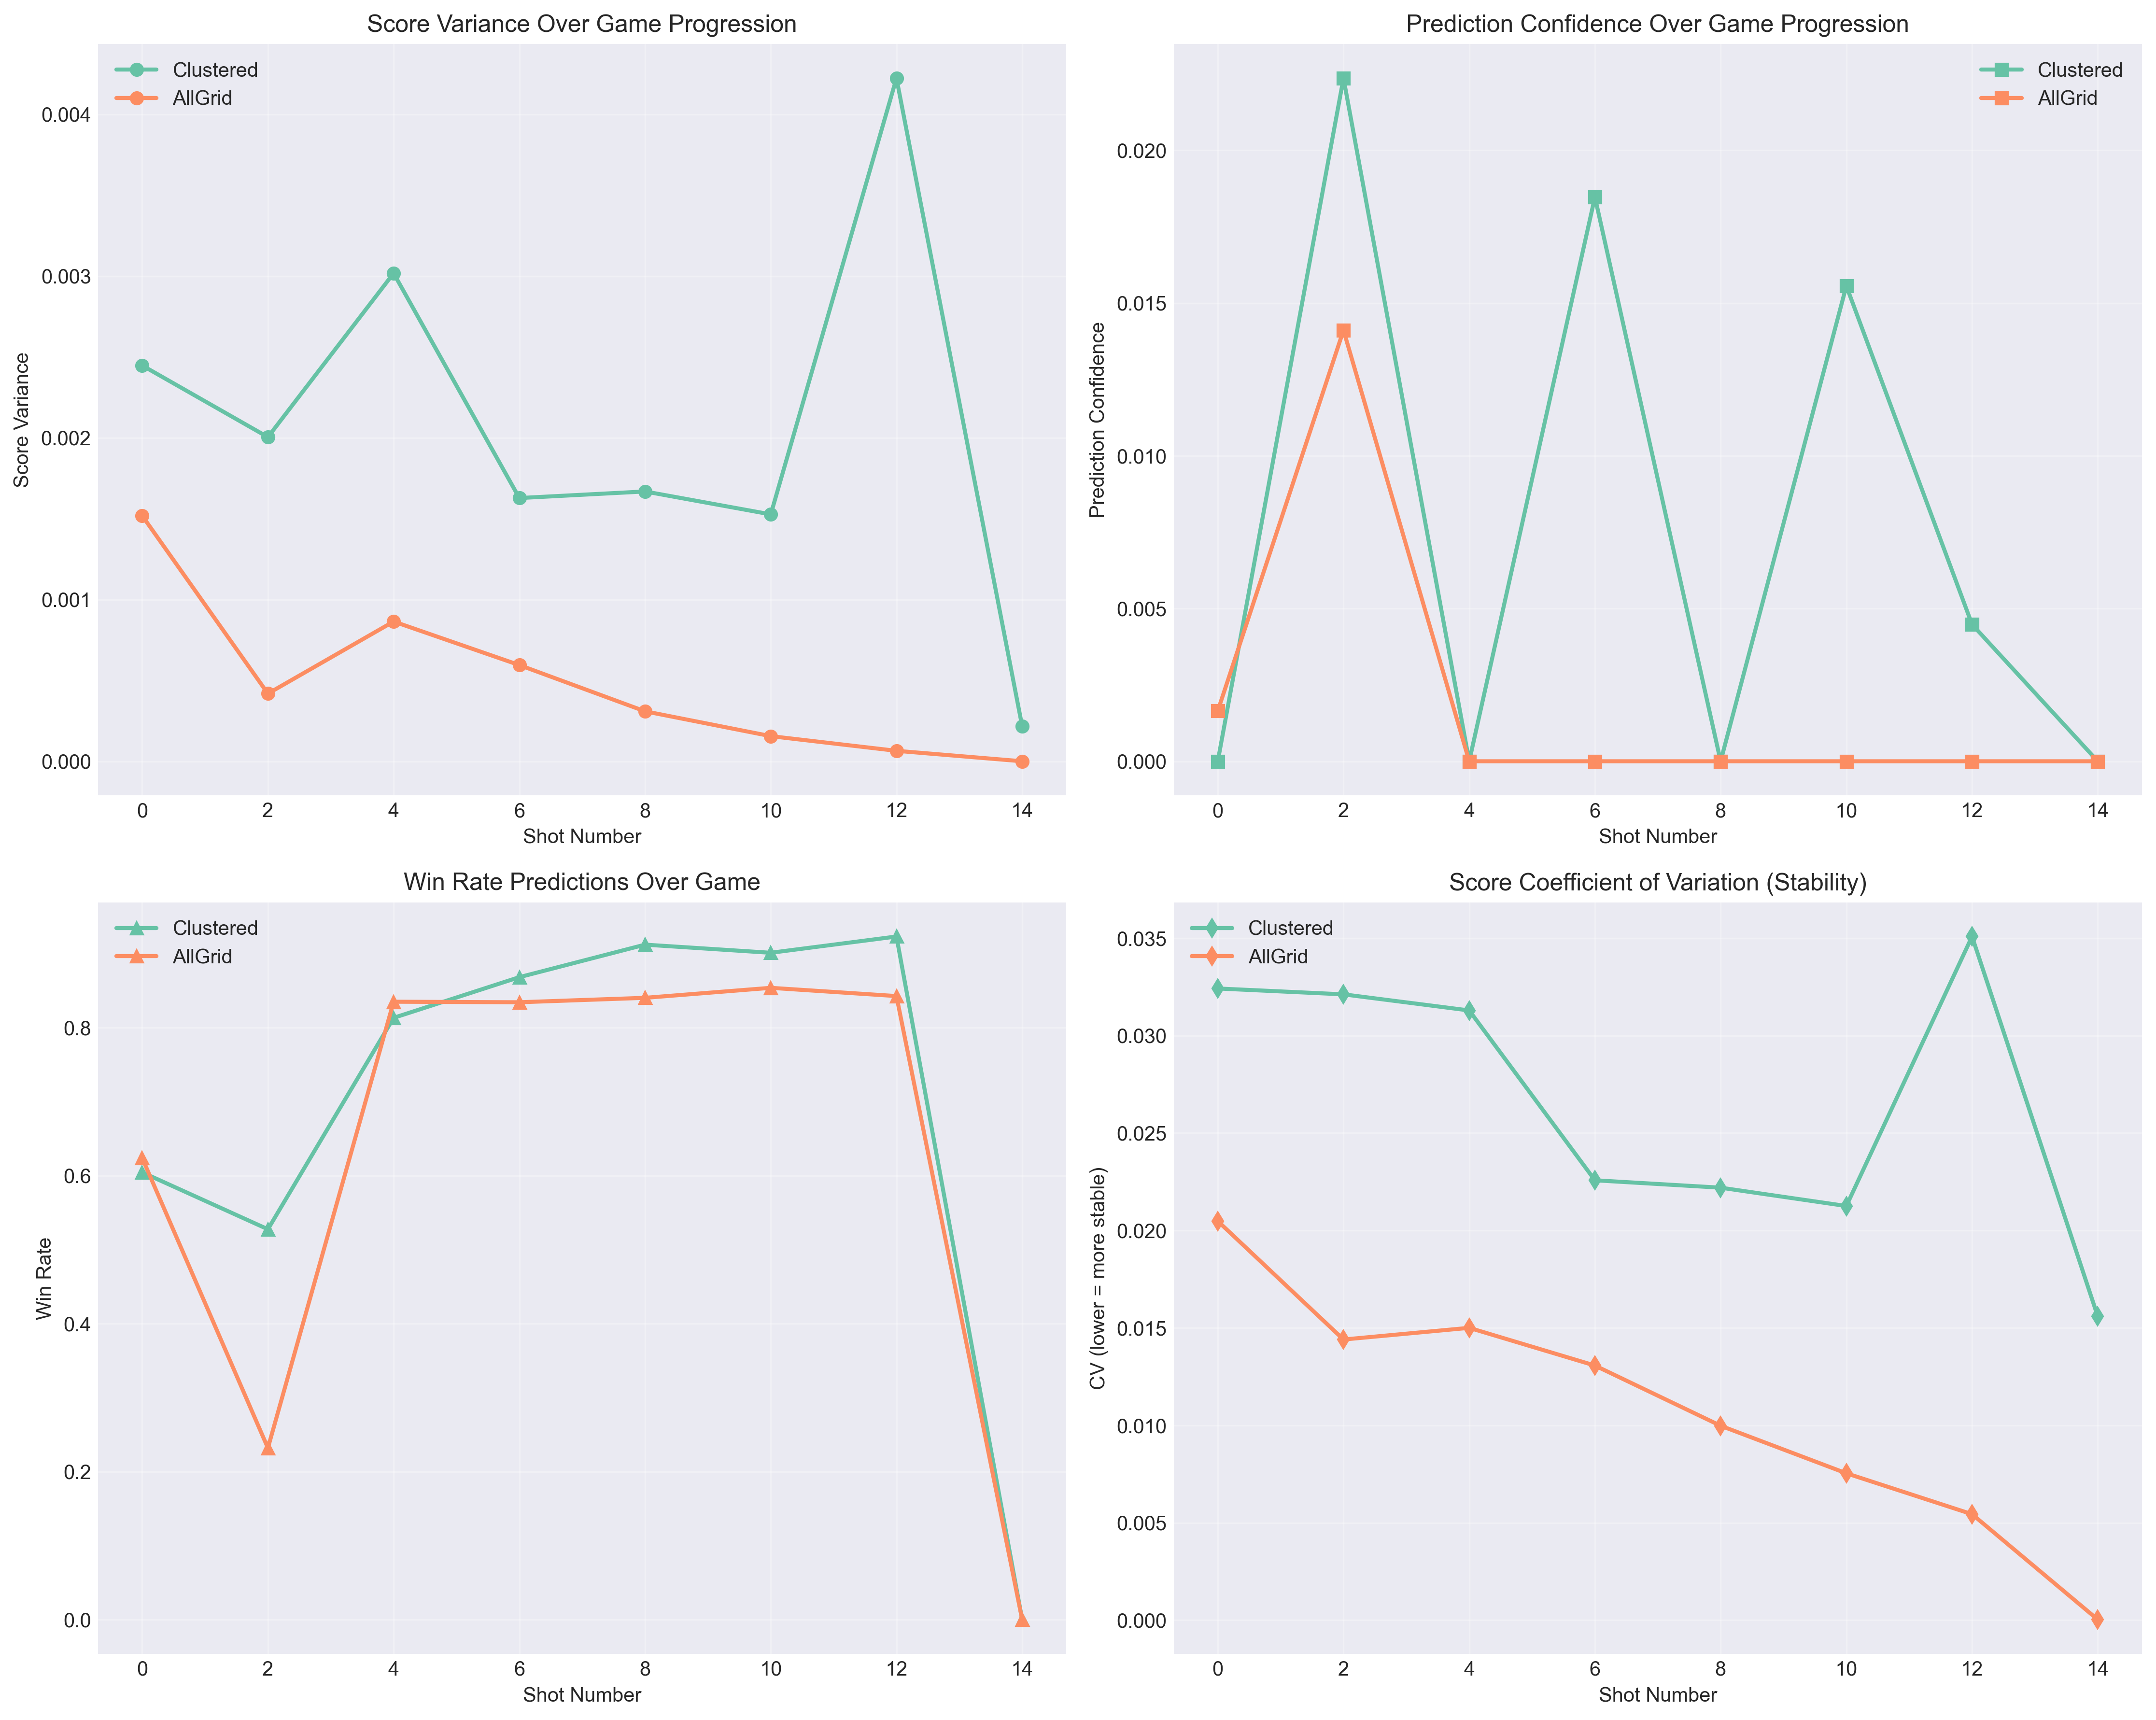 Score Variance Over Game Progression
Clustered
AllGrid
0.004
0.003
0.002
0.001
0.000
Score Variance
0 2 4 6 8 10 12 14
Shot Number
Prediction Confidence Over Game Progression
Clustered
AllGrid
0.020
0.015
0.010
0.005
0.000
Prediction Confidence
0 2 4 6 8 10 12 14
Shot Number
Win Rate Predictions Over Game
Clustered
AllGrid
0.8
0.6
0.4
0.2
0.0
Win Rate
0 2 4 6 8 10 12 14
Shot Number
Score Coefficient of Variation (Stability)
Clustered
AllGrid
0.035
0.030
0.025
0.020
0.015
0.010
0.005
0.000
CV (lower = more stable)
0 2 4 6 8 10 12 14
Shot Number